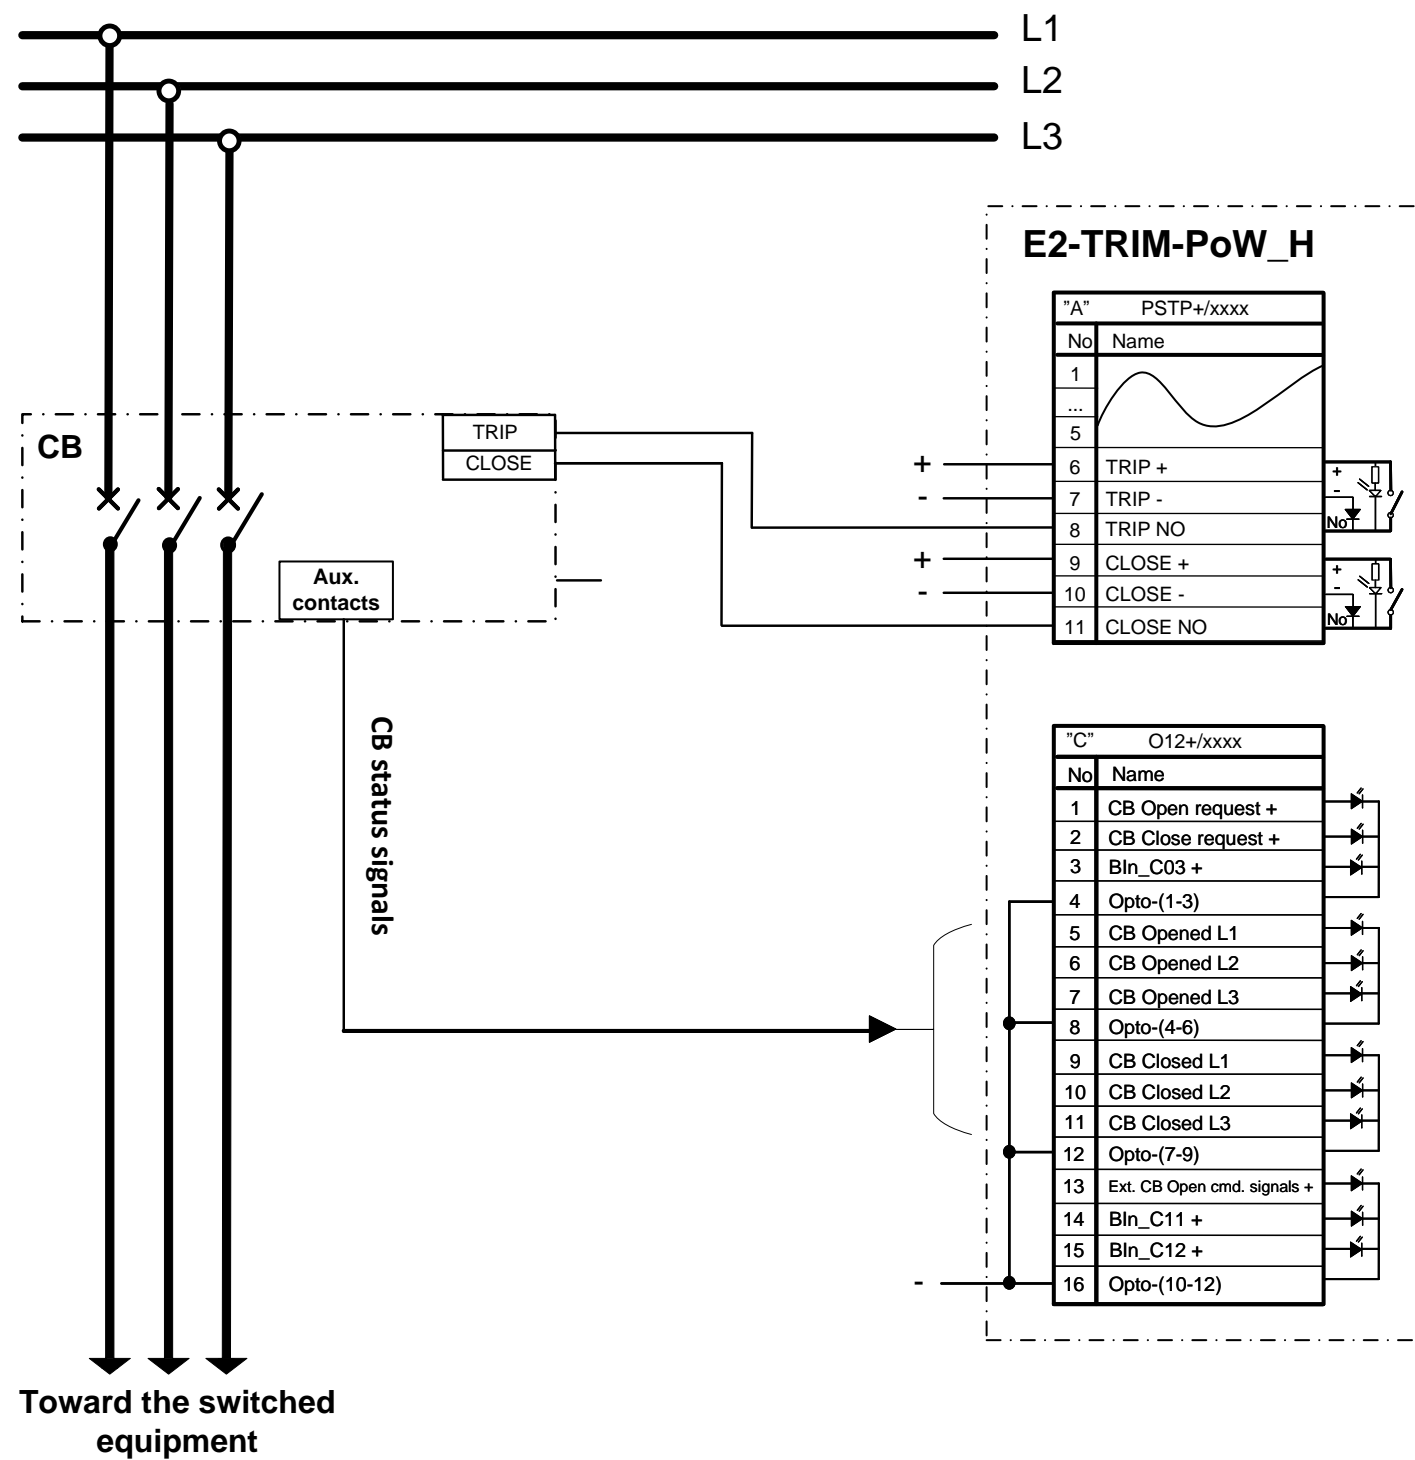 L1
L2
L3
E2-TRIM-PoW_H
"A" PSTP+/xxxx
No Name
1
...
5
6 TRIP +
7 TRIP -
8 TRIP NO
9 CLOSE +
10 CLOSE -
11 CLOSE NO
+
-
+
-
+
-
No
+
-
No
CB
TRIP
CLOSE
Aux.
contacts
CB status signals
"C" O12+/xxxx
No Name
1 CB Open request +
2 CB Close request +
3 BIn_C03 +
4 Opto-(1-3)
5 CB Opened L1
6 CB Opened L2
7 CB Opened L3
8 Opto-(4-6)
9 CB Closed L1
10 CB Closed L2
11 CB Closed L3
12 Opto-(7-9)
13 Ext. CB Open cmd. signals +
14 BIn_C11 +
15 BIn_C12 +
16 Opto-(10-12)
-
Toward the switched
equipment